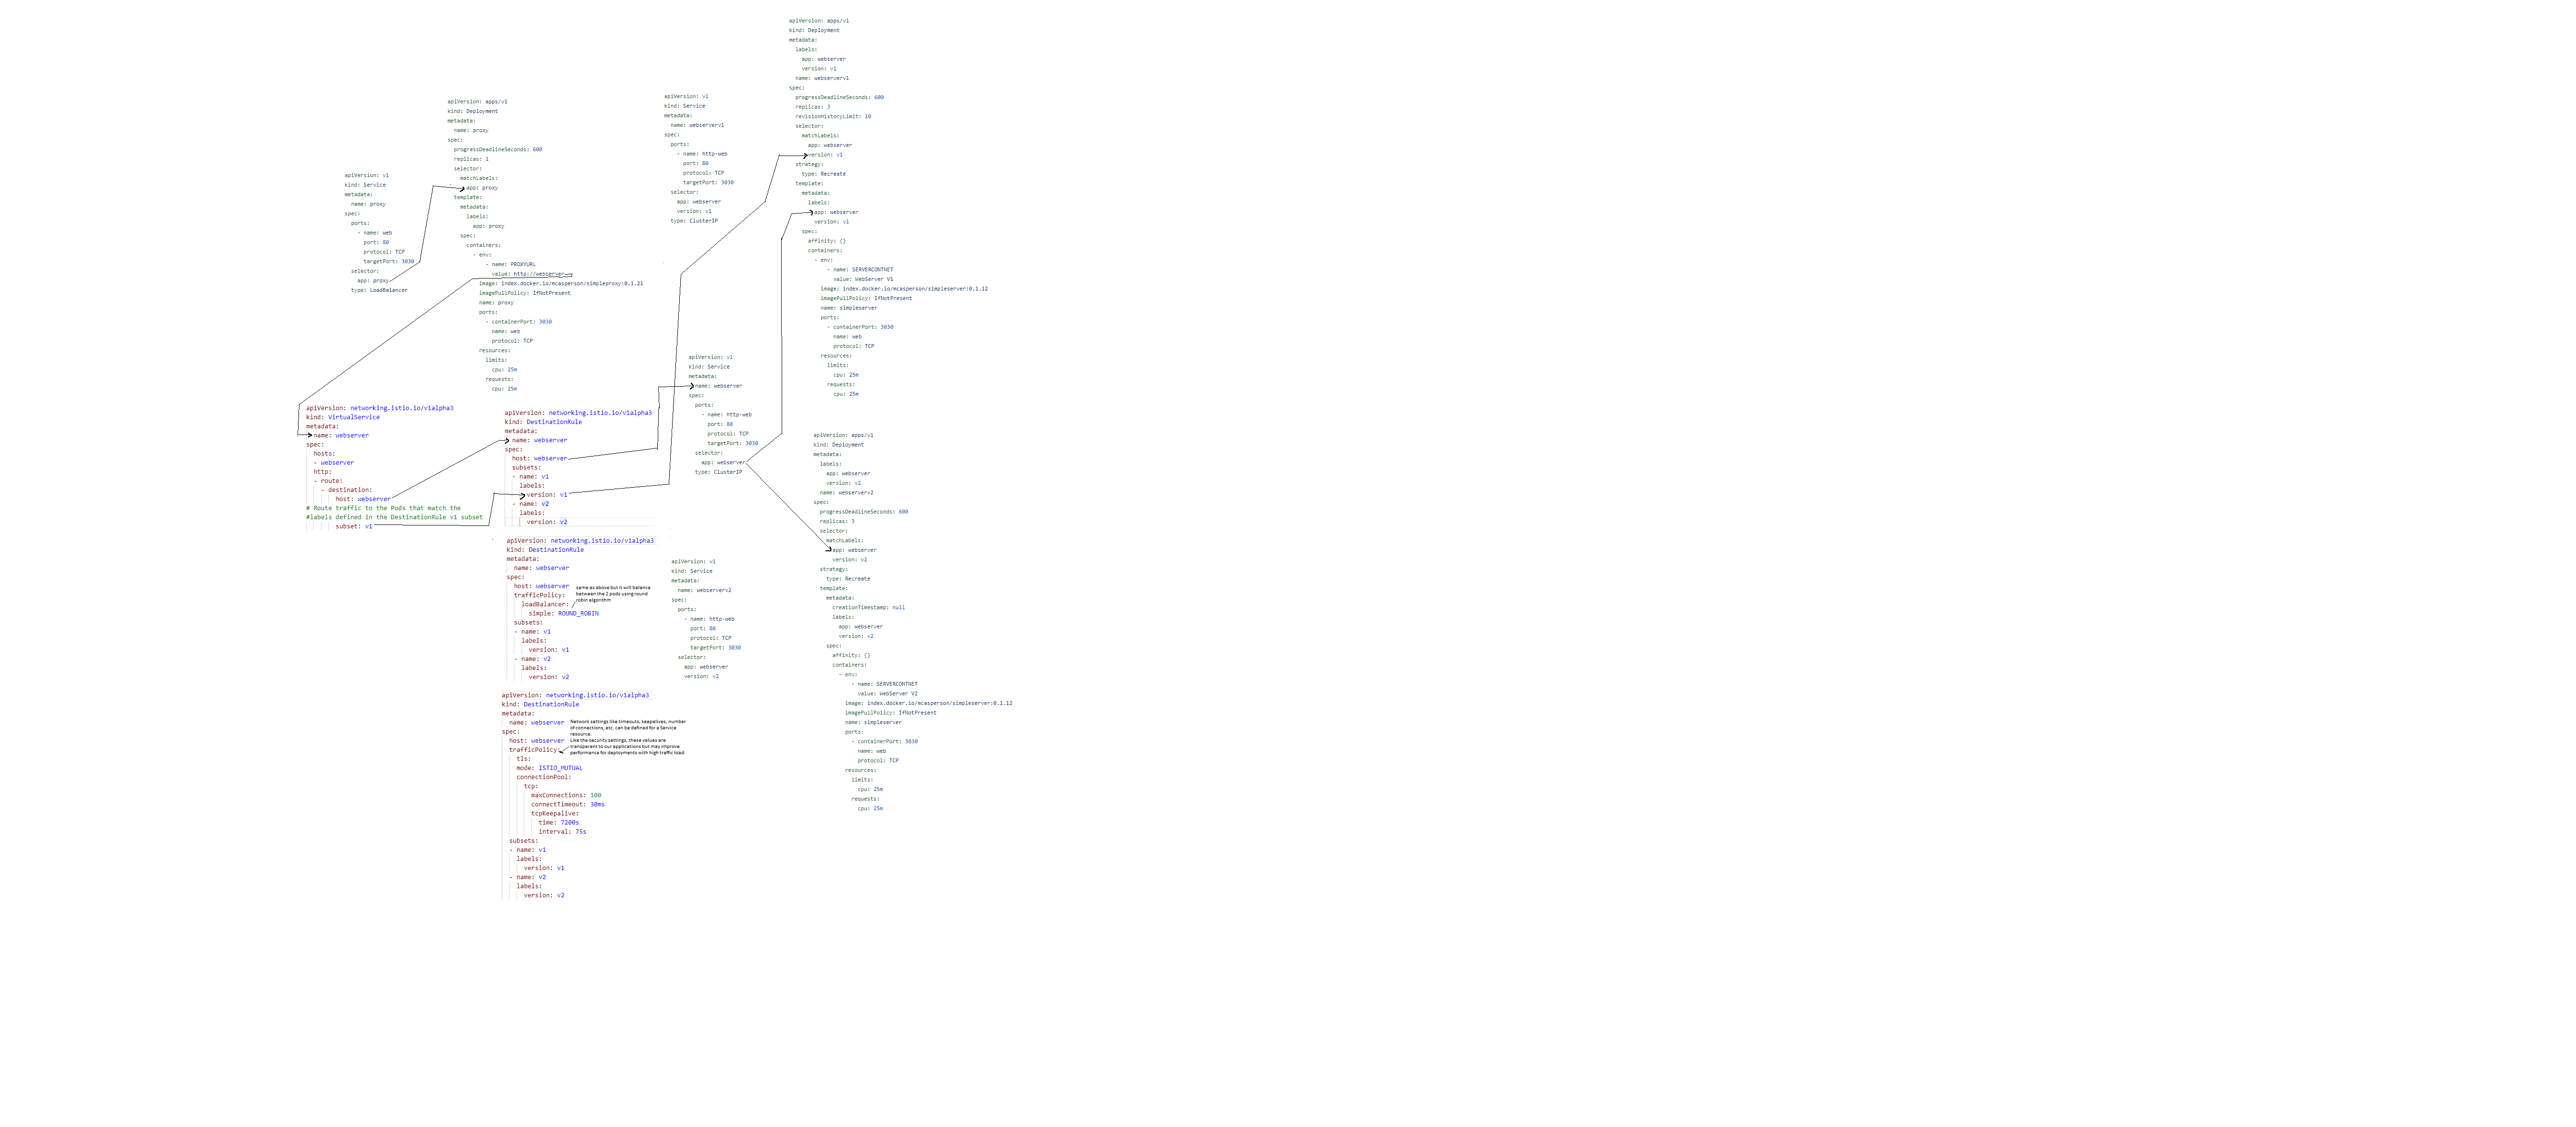 apiVersion: v1
kind: Service
metadata:
name: proxy
spec:
ports:
- name: web
port: 80
protocol: TCP
targetPort: 3030
selector:
app: proxy
type: LoadBalancer
apiVersion: apps/v1
kind: Deployment
metadata:
name: proxy
spec:
progressDeadlineSeconds: 600
replicas: 1
selector:
matchLabels:
app: proxy
template:
metadata:
labels:
app: proxy
spec:
containers:
- env:
- name: PROXYURL
value: http://webserver
image: index.docker.io/mcasperson/simpleproxy:0.1.21
imagePullPolicy: IfNotPresent
name: proxy
ports:
- containerPort: 3030
name: web
protocol: TCP
resources:
limits:
cpu: 25m
requests:
cpu: 25m
apiVersion: v1
kind: Service
metadata:
name: webserverv1
spec:
ports:
- name: http-web
port: 80
protocol: TCP
targetPort: 3030
selector:
app: webserver
version: v1
type: ClusterIP
apiVersion: apps/v1
kind: Deployment
metadata:
labels:
app: webserver
version: v1
name: webserverv1
spec:
progressDeadlineSeconds: 600
replicas: 3
revisionHistoryLimit: 10
selector:
matchLabels:
app: webserver
version: v1
strategy:
type: Recreate
template:
metadata:
labels:
app: webserver
version: v1
spec:
affinity: {}
containers:
- env:
- name: SERVERCONTNET
value: WebServer V1
image: index.docker.io/mcasperson/simpleserver:0.1.12
imagePullPolicy: IfNotPresent
name: simpleserver
ports:
- containerPort: 3030
name: web
protocol: TCP
resources:
limits:
cpu: 25m
requests:
cpu: 25m
apiVersion: networking.istio.io/v1alpha3
kind: VirtualService
metadata:
name: webserver
spec:
hosts:
- webserver
http:
- route:
- destination:
host: webserver
# Route traffic to the Pods that match the
#labels defined in the DestinationRule v1 subset
subset: v1
apiVersion: networking.istio.io/v1alpha3
kind: DestinationRule
metadata:
name: webserver
spec:
host: webserver
subsets:
- name: v1
labels:
version: v1
- name: v2
labels:
version: v2
apiVersion: v1
kind: Service
metadata:
name: webserver
spec:
ports:
- name: http-web
port: 80
protocol: TCP
targetPort: 3030
selector:
app: webserver
type: ClusterIP
apiVersion: apps/v1
kind: Deployment
metadata:
labels:
app: webserver
version: v2
name: webserverv2
spec:
progressDeadlineSeconds: 600
replicas: 3
selector:
matchLabels:
app: webserver
version: v2
strategy:
type: Recreate
template:
metadata:
creationTimestamp: null
labels:
app: webserver
version: v2
spec:
affinity: {}
containers:
- env:
- name: SERVERCONTNET
value: WebServer V2
image: index.docker.io/mcasperson/simpleserver:0.1.12
imagePullPolicy: IfNotPresent
name: simpleserver
ports:
- containerPort: 3030
name: web
protocol: TCP
resources:
limits:
cpu: 25m
requests:
cpu: 25m
apiVersion: networking.istio.io/v1alpha3
kind: DestinationRule
metadata:
name: webserver
spec:
host: webserver
trafficPolicy:
loadBalancer:
simple: ROUND_ROBIN
subsets:
- name: v1
labels:
version: v1
- name: v2
labels:
version: v2
same as above but it will balance
between the 2 pods using round
robin algorithm
apiVersion: v1
kind: Service
metadata:
name: webserverv2
spec:
ports:
- name: http-web
port: 80
protocol: TCP
targetPort: 3030
selector:
app: webserver
version: v2
apiVersion: networking.istio.io/v1alpha3
kind: DestinationRule
metadata:
name: webserver
spec:
host: webserver
trafficPolicy:
tls:
mode: ISTIO_MUTUAL
connectionPool:
tcp:
maxConnections: 100
connectTimeout: 30ms
tcpKeepalive:
time: 7200s
interval: 75s
subsets:
- name: v1
labels:
version: v1
- name: v2
labels:
version: v2
Network settings like timeouts, keepalives, number
of connections, etc. can be defined for a Service
resource.
Like the security settings, these values are
transparent to our applications but may improve
performance for deployments with high traffic load